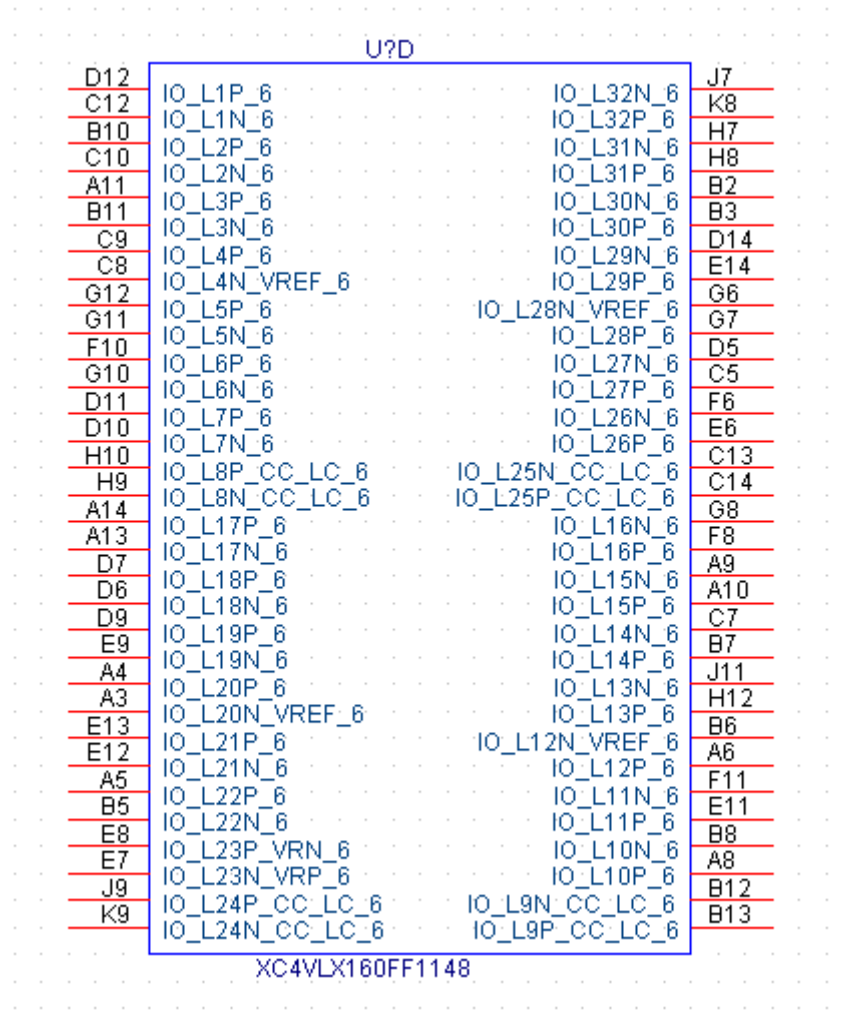 U?D
D12 IO_L1P_6 IO_L32N_6 J7
C12 IO_L1N_6 IO_L32P_6 K8
B10 IO_L2P_6 IO_L31N_6 H7
C10 IO_L2N_6 IO_L31P_6 H8
A11 IO_L3P_6 IO_L30N_6 B2
B11 IO_L3N_6 IO_L30P_6 B3
C9 IO_L4P_6 IO_L29N_6 D14
C8 IO_L4N_VREF_6 IO_L29P_6 E14
G12 IO_L5P_6 IO_L28N_VREF_6 G6
G11 IO_L5N_6 IO_L28P_6 G7
F10 IO_L6P_6 IO_L27N_6 D5
G10 IO_L6N_6 IO_L27P_6 C5
D11 IO_L7P_6 IO_L26N_6 F6
D10 IO_L7N_6 IO_L26P_6 E6
H10 IO_L8P_CC_LC_6 IO_L25N_CC_LC_6 C13
H9 IO_L8N_CC_LC_6 IO_L25P_CC_LC_6 C14
A14 IO_L17P_6 IO_L16N_6 G8
A13 IO_L17N_6 IO_L16P_6 F8
D7 IO_L18P_6 IO_L15N_6 A9
D6 IO_L18N_6 IO_L15P_6 A10
D9 IO_L19P_6 IO_L14N_6 C7
E9 IO_L19N_6 IO_L14P_6 B7
A4 IO_L20P_6 IO_L13N_6 J11
A3 IO_L20N_VREF_6 IO_L13P_6 H12
E13 IO_L21P_6 IO_L12N_VREF_6 B6
E12 IO_L21N_6 IO_L12P_6 A6
A5 IO_L22P_6 IO_L11N_6 F11
B5 IO_L22N_6 IO_L11P_6 E11
E8 IO_L23P_VRN_6 IO_L10N_6 B8
E7 IO_L23N_VRP_6 IO_L10P_6 A8
J9 IO_L24P_CC_LC_6 IO_L9N_CC_LC_6 B12
K9 IO_L24N_CC_LC_6 IO_L9P_CC_LC_6 B13
XC4VLX160FF1148